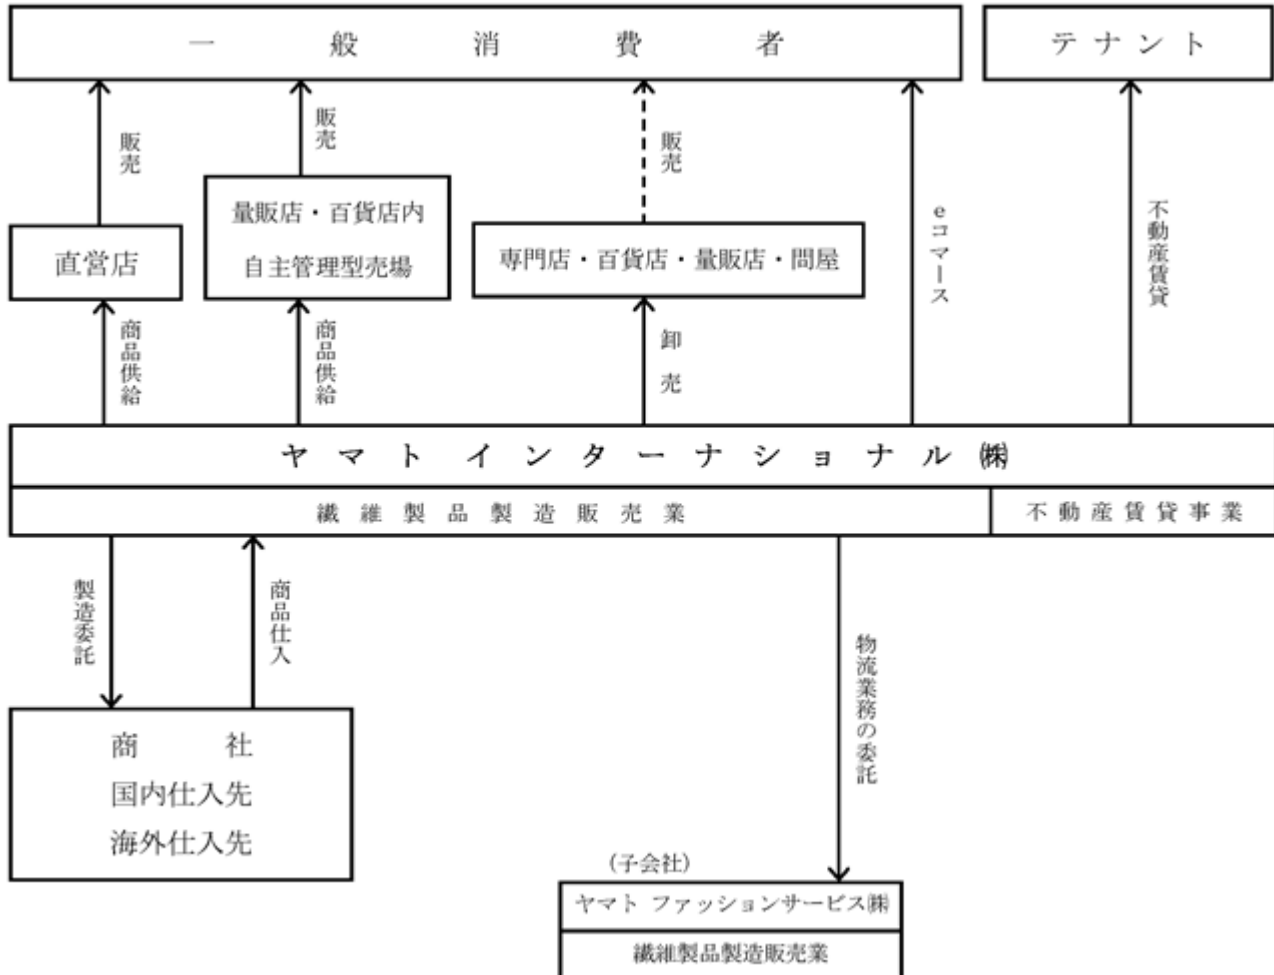 一般消費者
テナント
販売
販売
販売
eコマース
不動産賃貸
直営店
量販店・百貨店内
自主管理型売場
専門店・百貨店・量販店・問屋
商品供給
商品供給
卸売
ヤマトインターナショナル㈱
繊維製品製造販売業
不動産賃貸事業
製造委託
商品仕入
物流業務の委託
商社
国内仕入先
海外仕入先
(子会社)
ヤマト ファッションサービス㈱
繊維製品製造販売業